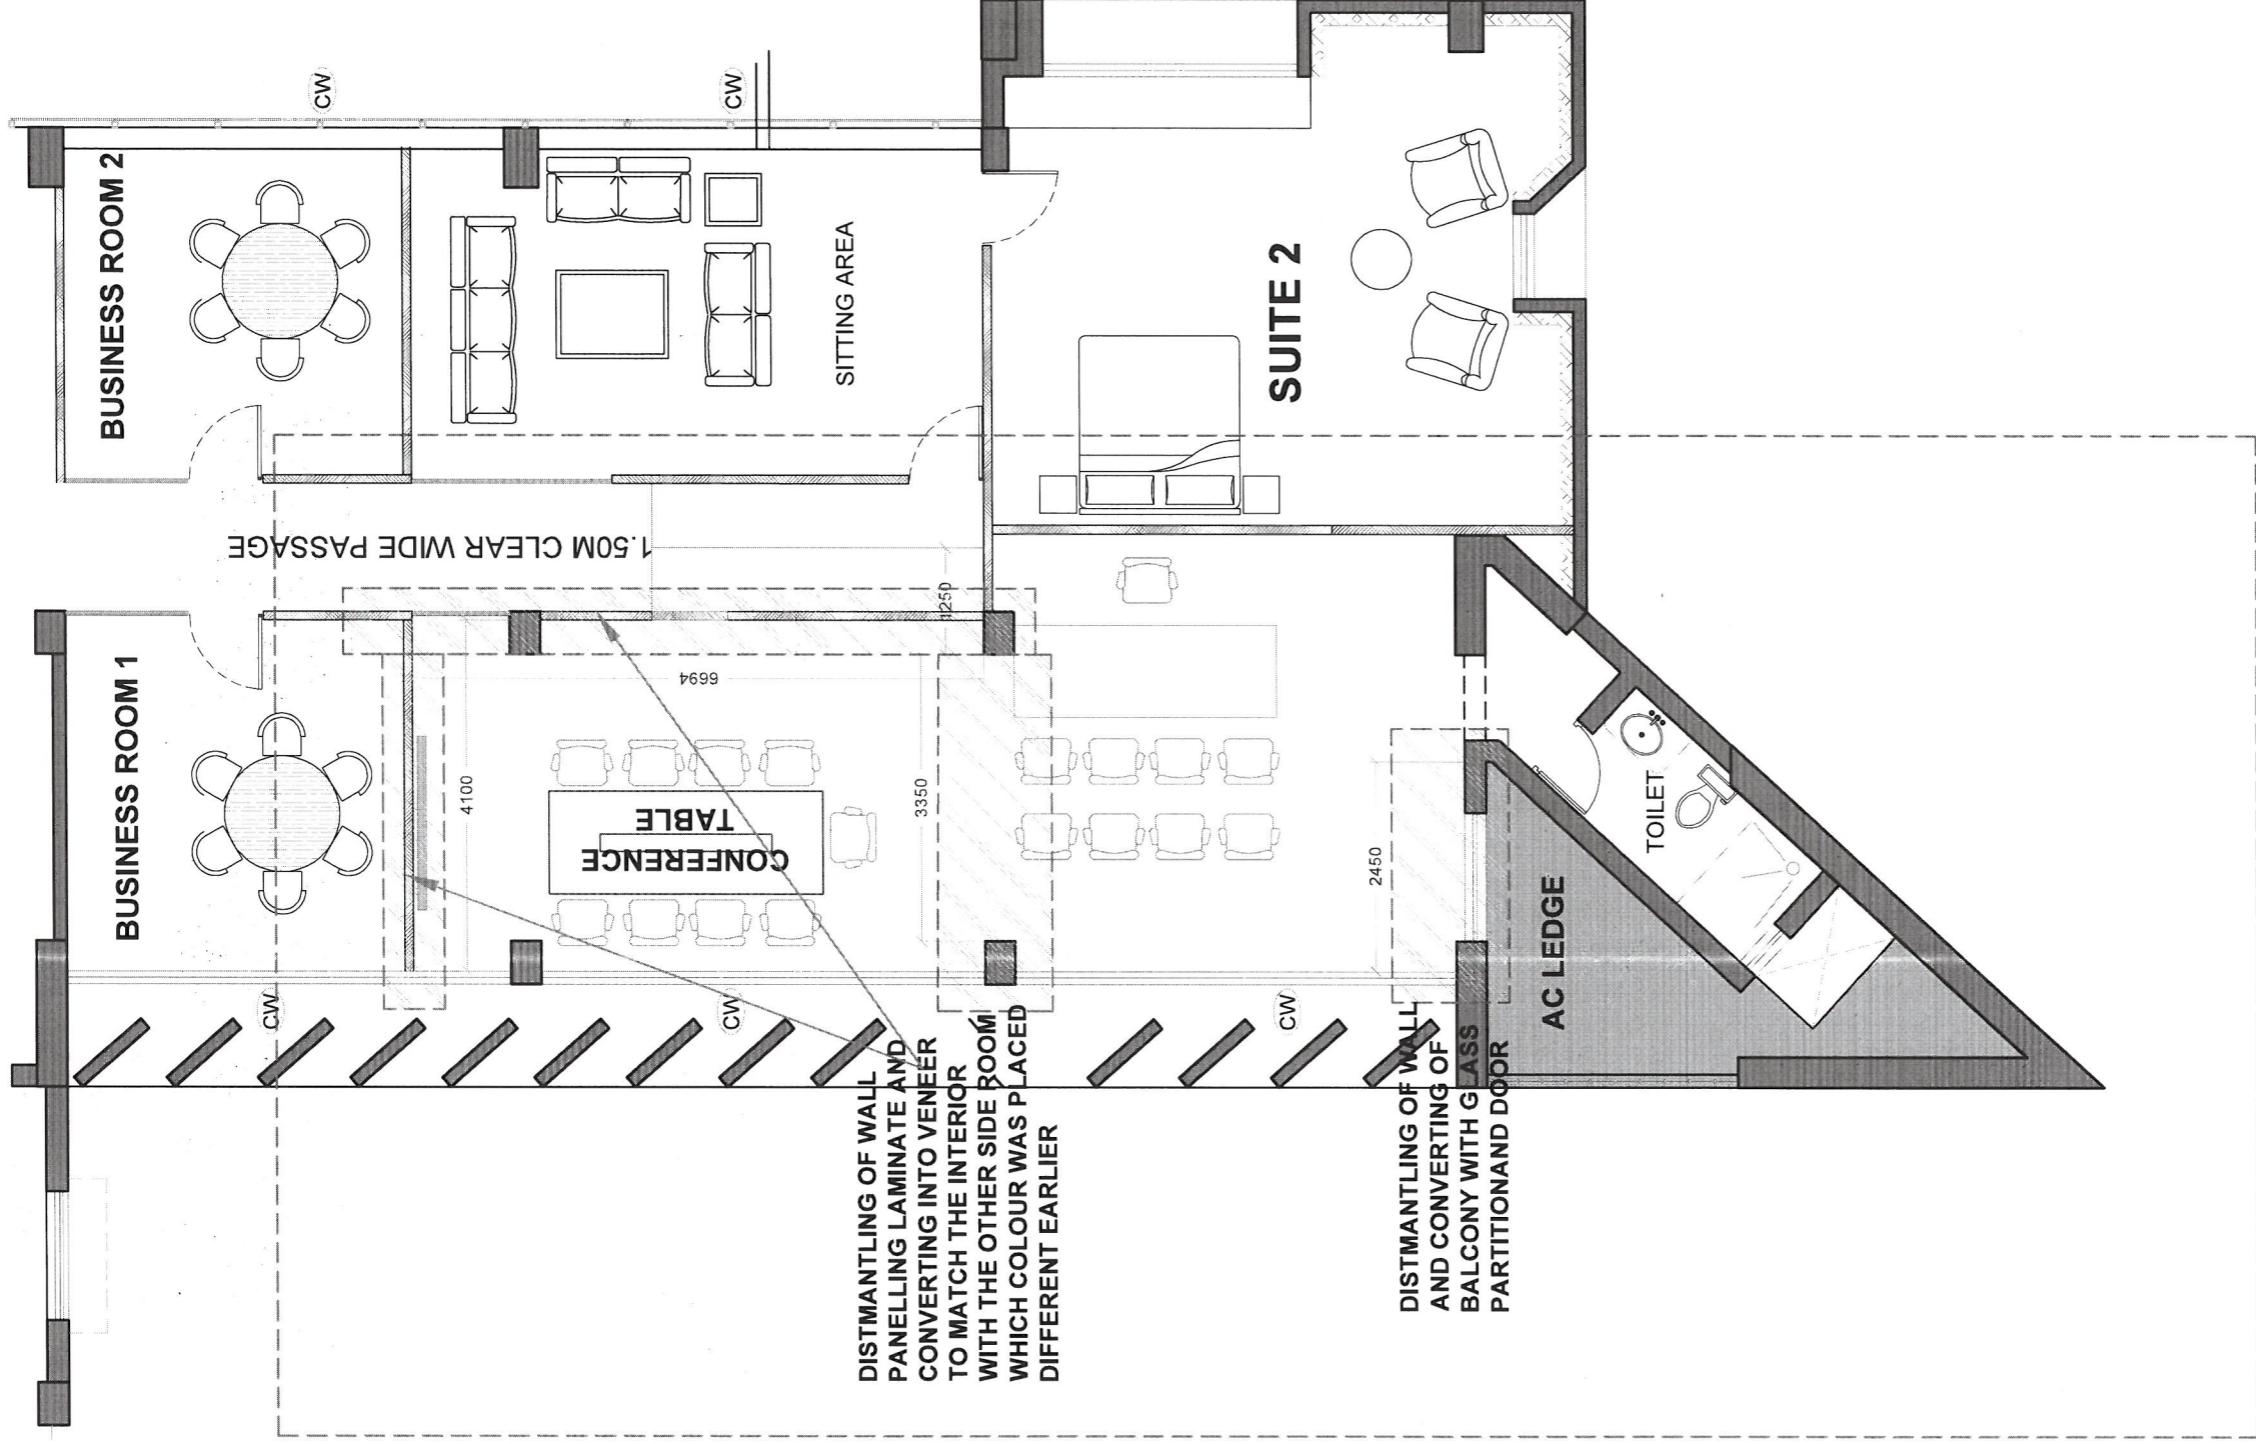 BUSINESS ROOM 2
CW
CW
SITTING AREA
SUITE 2
1.50M CLEAR WIDE PASSAGE
BUSINESS ROOM 1
1250
6694
4100
3350
2450
CONFERENCE
TABLE
TOILET
AC LEDGE
CW
CW
CW
DISTMANTLING OF WALL
PANELLING LAMINATE AND
CONVERTING INTO VENEER
TO MATCH THE INTERIOR
WITH THE OTHER SIDE ROOM
WHICH COLOUR WAS PLACED
DIFFERENT EARLIER
DISTMANTLING OF WALL
AND CONVERTING OF
BALCONY WITH GLASS
PARTITIONAND DOOR